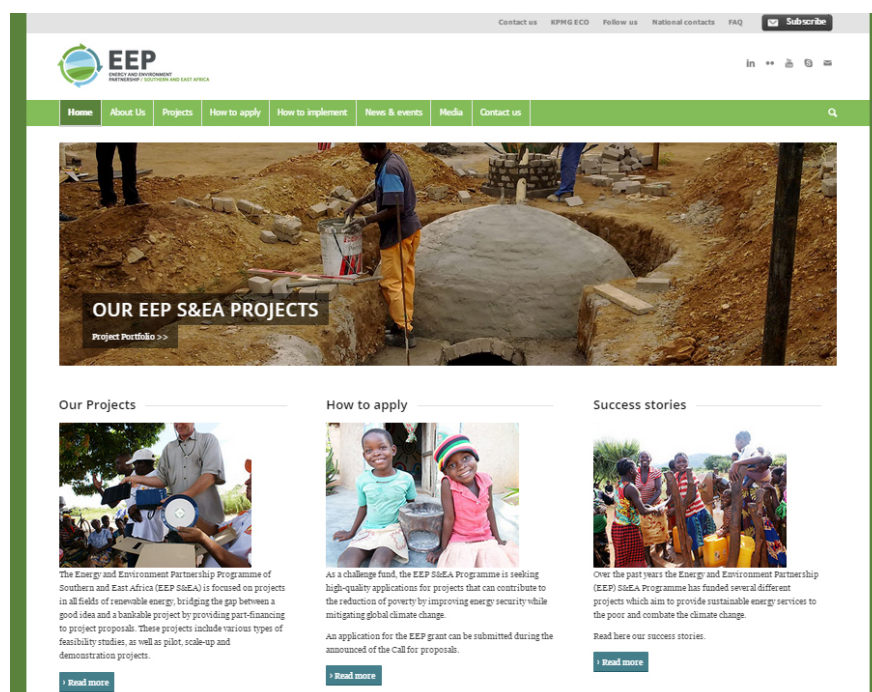 Contact us KPMG ECO Follow us National contacts FAQ Subscribe
EEP
ENERGY AND ENVIRONMENT
PARTNERSHIP / SOUTHERN AND EAST AFRICA
in
Home About Us Projects How to apply How to implement News & events Media Contact us
OUR EEP S&EA PROJECTS
Project Portfolio >>
Our Projects
The Energy and Environment Partnership Programme of
Southern and East Africa (EEP S&EA) is focused on projects
in all fields of renewable energy, bridging the gap between a
good idea and a bankable project by providing part-financing
to project proposals. These projects include various types of
feasibility studies, as well as pilot, scale-up and
demonstration projects.
› Read more
How to apply
As a challenge fund, the EEP S&EA Programme is seeking
high-quality applications for projects that can contribute to
the reduction of poverty by improving energy security while
mitigating global climate change.
An application for the EEP grant can be submitted during the
announced of the Call for proposals.
› Read more
Success stories
Over the past years the Energy and Environment Partnership
(EEP) S&EA Programme has funded several different
projects which aim to provide sustainable energy services to
the poor and combate the climate change.
Read here our success stories.
› Read more